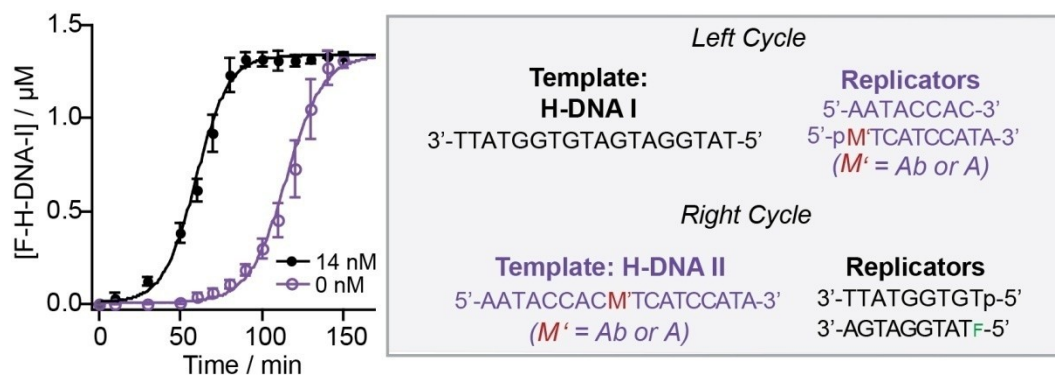 [F-H-DNA-I] / μM
1.5
1.0
0.5
0.0
0
50
100
150
Time / min
14 nM
0 nM
Left Cycle
Template:
H-DNA I
3'-TTATGGTGTAGTAGGTAT-5'
Replicators
5'-AATACCAC-3'
5'-pM'TCATCCATA-3'
(M' = Ab or A)
Right Cycle
Template: H-DNA II
5'-AATACCACM'TCATCCATA-3'
(M' = Ab or A)
Replicators
3'-TTATGGTGTp-5'
3'-AGTAGGTATF-5'